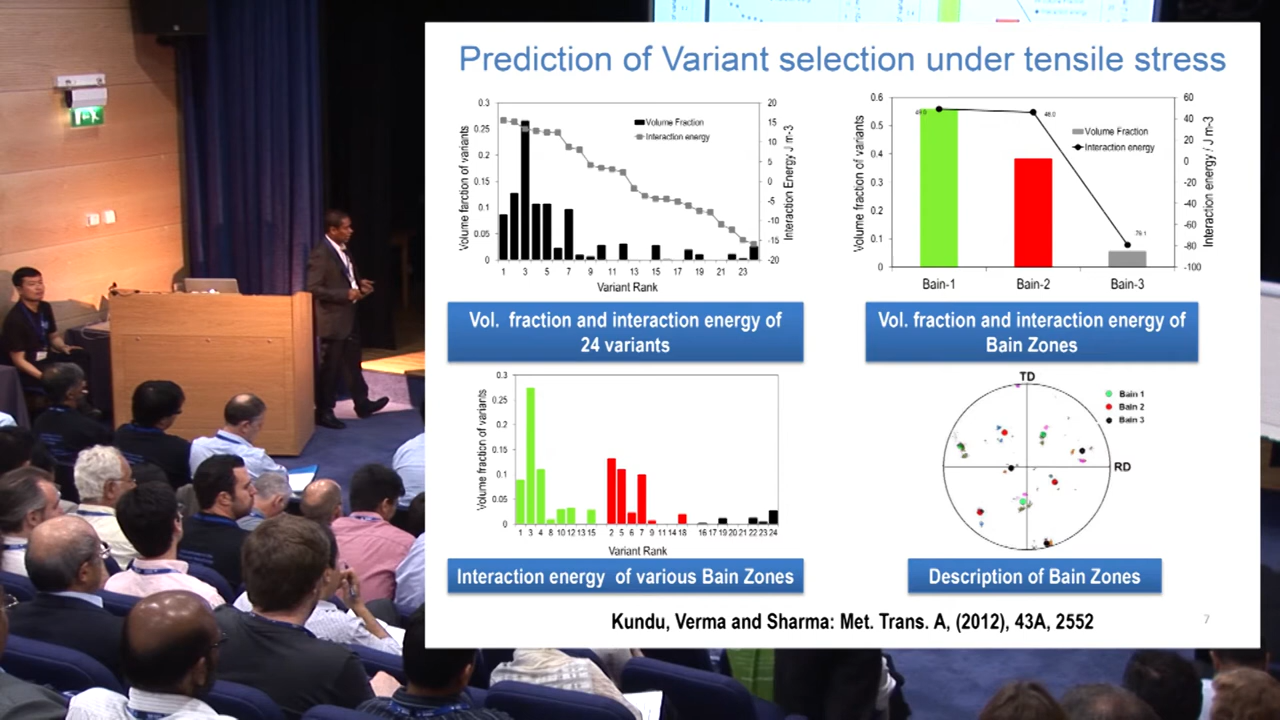 Prediction of Variant selection under tensile stress
Volume farction of variants
0.3
0.25
0.2
0.15
0.1
0.05
0
Volume Fraction
Interaction energy
20
15
10
5
0
-5
-10
-15
-20
Interaction Energy J m-3
1 3 5 7 9 11 13 15 17 19 21 23
Variant Rank
Vol. fraction and interaction energy of
24 variants
Volume fraction of variants
0.6
0.5
0.4
0.3
0.2
0.1
0
48.0
79.1
Volume Fraction
Interaction energy
60
40
20
0
-20
-40
-60
-80
-100
Interaction energy / J m-3
Bain-1 Bain-2 Bain-3
Vol. fraction and interaction energy of
Bain Zones
Volume fraction of variants
0.3
0.25
0.2
0.15
0.1
0.05
0
1 3 4 8 10 12 13 15 2 5 6 7 9 11 14 18 16 17 19 20 21 22 23 24
Variant Rank
Interaction energy of various Bain Zones
TD
RD
Bain 1
Bain 2
Bain 3
Description of Bain Zones
Kundu, Verma and Sharma: Met. Trans. A, (2012), 43A, 2552
7